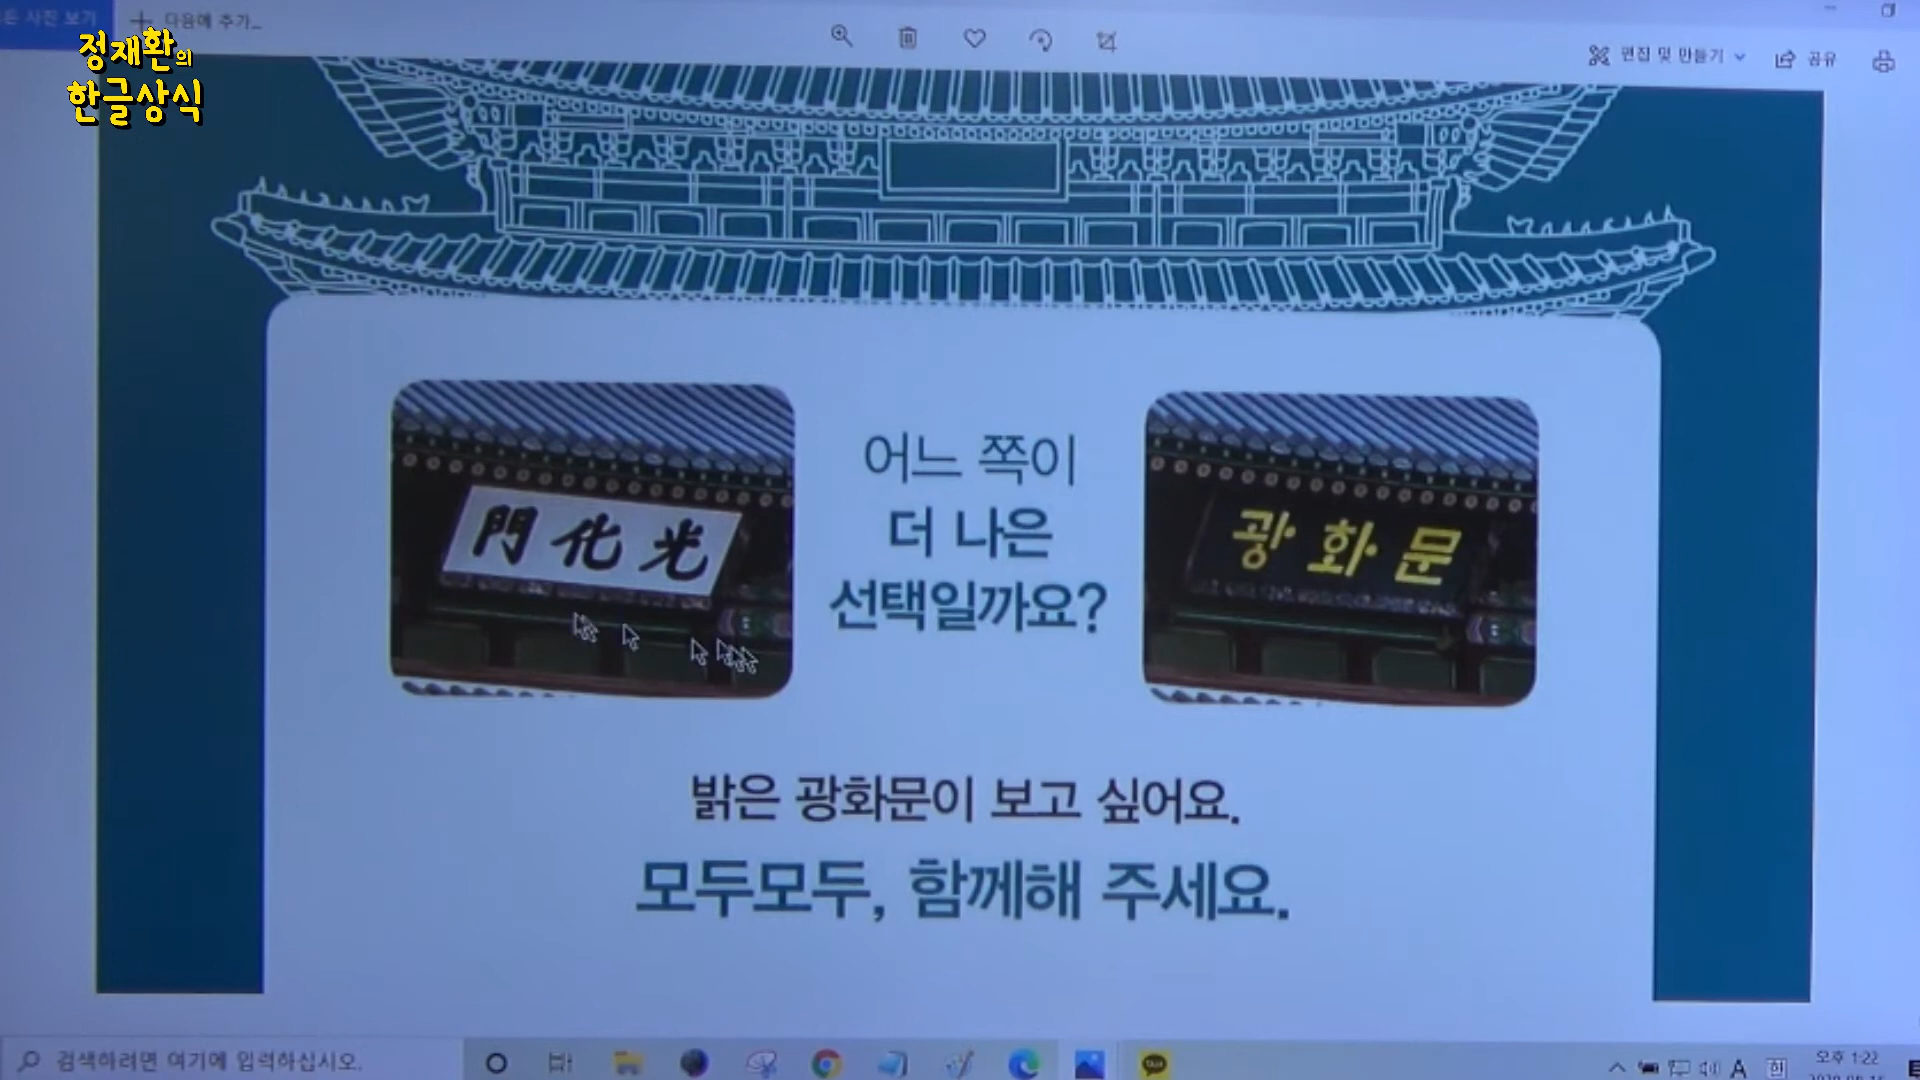 다음에 추가
정재환의
한글상식
편집 및 만들기
공유
門化光
어느 쪽이
더 나은
선택일까요?
광화문
밝은 광화문이 보고 싶어요.
모두모두, 함께해 주세요.
검색하려면 여기에 입력하십시오.
A
한
오후 1:22